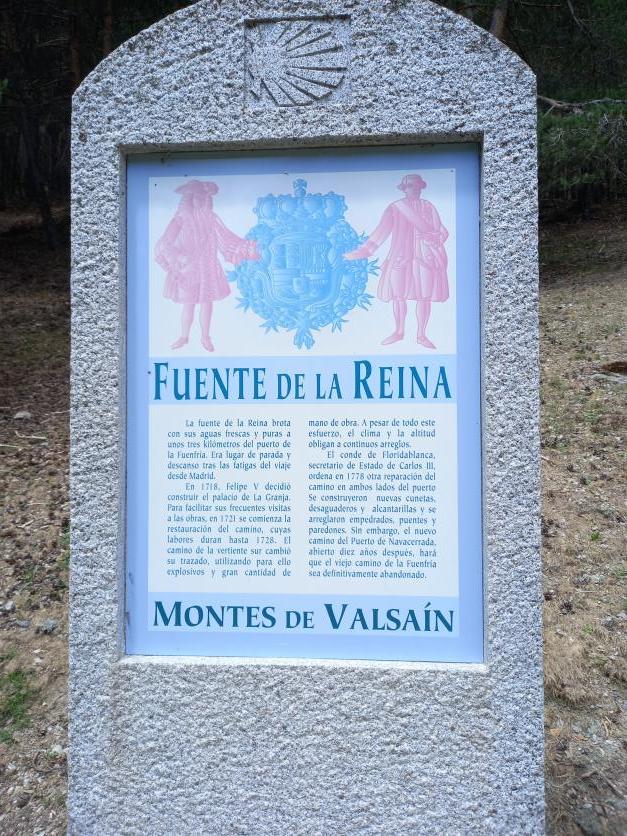 FUENTE DE LA REINA
La fuente de la Reina brota
con sus aguas frescas y puras a
unos tres kilómetros del puerto de
la Fuenfría. Era lugar de parada y
descanso tras las fatigas del viaje
desde Madrid.
En 1718, Felipe V decidió
construir el palacio de La Granja.
Para facilitar sus frecuentes visitas
a las obras, en 1721 se comienza la
restauración del camino, cuyas
labores duran hasta 1728. El
camino de la vertiente sur cambió
su trazado, utilizando para ello
explosivos y gran cantidad de
mano de obra. A pesar de todo este
esfuerzo, el clima y la altitud
obligan a continuos arreglos.
El conde de Floridablanca,
secretario de Estado de Carlos III,
ordena en 1778 otra reparación del
camino en ambos lados del puerto
Se construyeron nuevas cunetas,
desaguaderos y alcantarillas y se
arreglaron empedrados, puentes y
paredones. Sin embargo, el nuevo
camino del Puerto de Navacerrada,
abierto diez años después, hará
que el viejo camino de la Fuenfría
sea definitivamente abandonado.
MONTES DE VALSAÍN